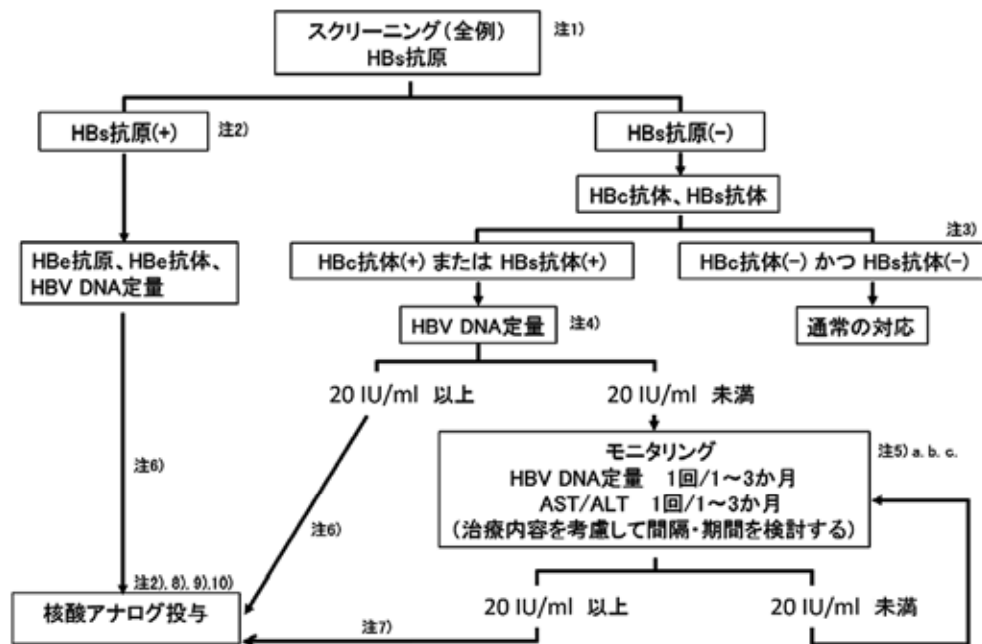 スクリーニング(全例)
HBs抗原
注1)
HBs抗原(+)
注2)
HBs抗原(-)
HBc抗体、HBs抗体
注3)
HBe抗原、HBe抗体、
HBV DNA定量
HBc抗体(+) または HBs抗体(+)
HBc抗体(-) かつ HBs抗体(-)
HBV DNA定量
注4)
通常の対応
20 IU/ml 以上
20 IU/ml 未満
モニタリング
HBV DNA定量 1回/1～3か月
AST/ALT 1回/1～3か月
(治療内容を考慮して間隔・期間を検討する)
注5) a. b. c.
注6)
注6)
注2). 8). 9).10)
核酸アナログ投与
20 IU/ml 以上
20 IU/ml 未満
注7)